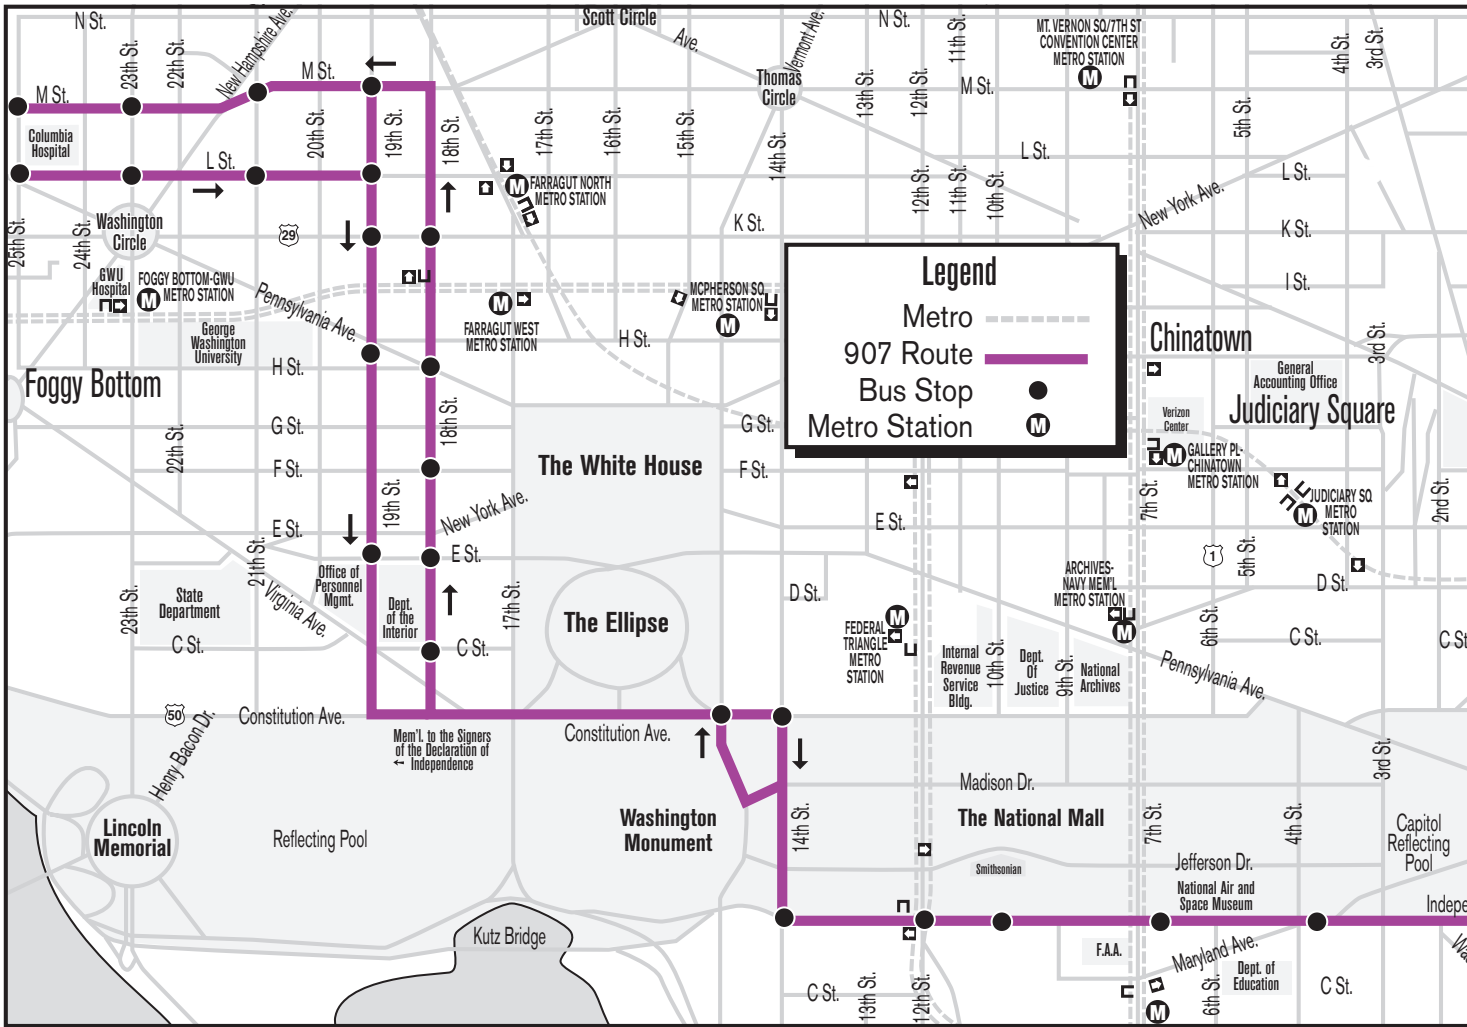 N St.
23th St.
22th St.
New Hampshire Ave.
Scott Circle
Ave.
Vermont Ave.
N St.
11th St.
MT. VERNON SQ/7TH ST
CONVENTION CENTER
METRO STATION
M
4th St.
3rd St.
M St.
M St.
Thomas
Circle
13th St.
12th St.
M St.
5th St.
Columbia
Hospital
20th St.
19th St.
18th St.
17th St.
16th St.
15th St.
14th St.
L St.
L St.
L St.
M
FARRAGUT NORTH
METRO STATION
12th St.
11th St.
10th St.
New York Ave.
25th St.
24th St.
Washington
Circle
29
K St.
K St.
GWU
Hospital
M
FOGGY BOTTOM-GWU
METRO STATION
Pennsylvania Ave.
M
FARRAGUT WEST
METRO STATION
MCPHERSON SQ
METRO STATION
M
I St.
Legend
Metro
907 Route
Bus Stop
Metro Station
M
George
Washington
University
H St.
H St.
Chinatown
3rd St.
General
Accounting Office
Foggy Bottom
Judiciary Square
Verizon
Center
22th St.
G St.
18th St.
G St.
F St.
The White House
F St.
M
GALLERY PL-
CHINATOWN
METRO STATION
19th St.
New York Ave.
7th St.
M
JUDICIARY SQ
METRO
STATION
2nd St.
E St.
E St.
E St.
1
5th St.
21th St.
23th St.
State
Department
Virginia Ave.
Office of
Personnel
Mgmt.
Dept.
of the
Interior
17th St.
The Ellipse
D St.
ARCHIVES-
NAVY MEM'L
METRO STATION
M
D St.
C St.
C St.
M
FEDERAL
TRIANGLE
METRO
STATION
Internal
Revenue
Service
Bldg.
10th St.
Dept.
Of
Justice
9th St.
National
Archives
6th St.
C St.
C St
Pennsylvania Ave.
50
Constitution Ave.
Henry Bacon Dr.
Mem'l. to the Signers
of the Declaration of
Independence
Constitution Ave.
Madison Dr.
3rd St.
Lincoln
Memorial
Reflecting Pool
Washington
Monument
14th St.
The National Mall
7th St.
4th St.
Capitol
Reflecting
Pool
Smithsonian
Jefferson Dr.
National Air and
Space Museum
Indepe
Kutz Bridge
F.A.A.
Maryland Ave.
Wa
C St.
13th St.
12th St.
M
6th St.
Dept. of
Education
C St.